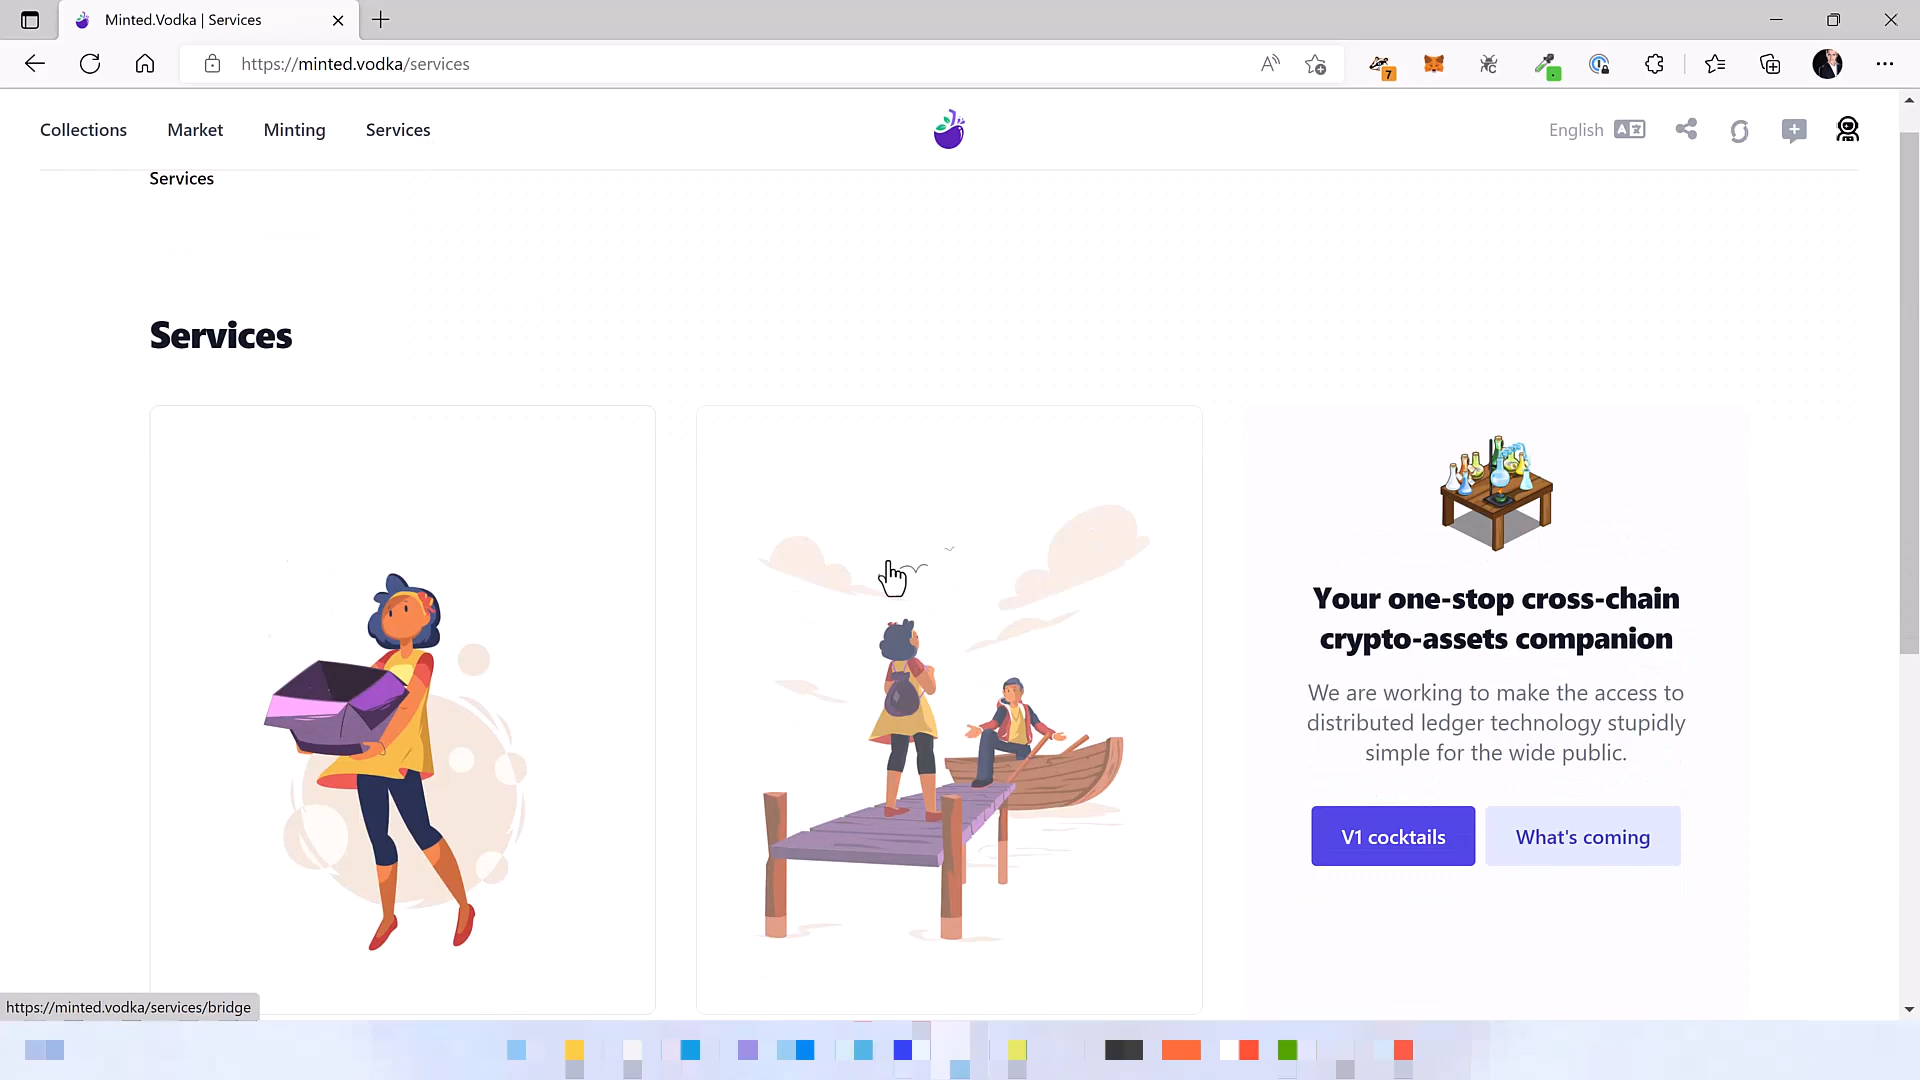 Minted.Vodka | Services
https://minted.vodka/services
7
Collections
Market
Minting
Services
English
Services
Services
Your one-stop cross-chain
crypto-assets companion
We are working to make the access to
distributed ledger technology stupidly
simple for the wide public.
V1 cocktails
What's coming
https://minted.vodka/services/bridge